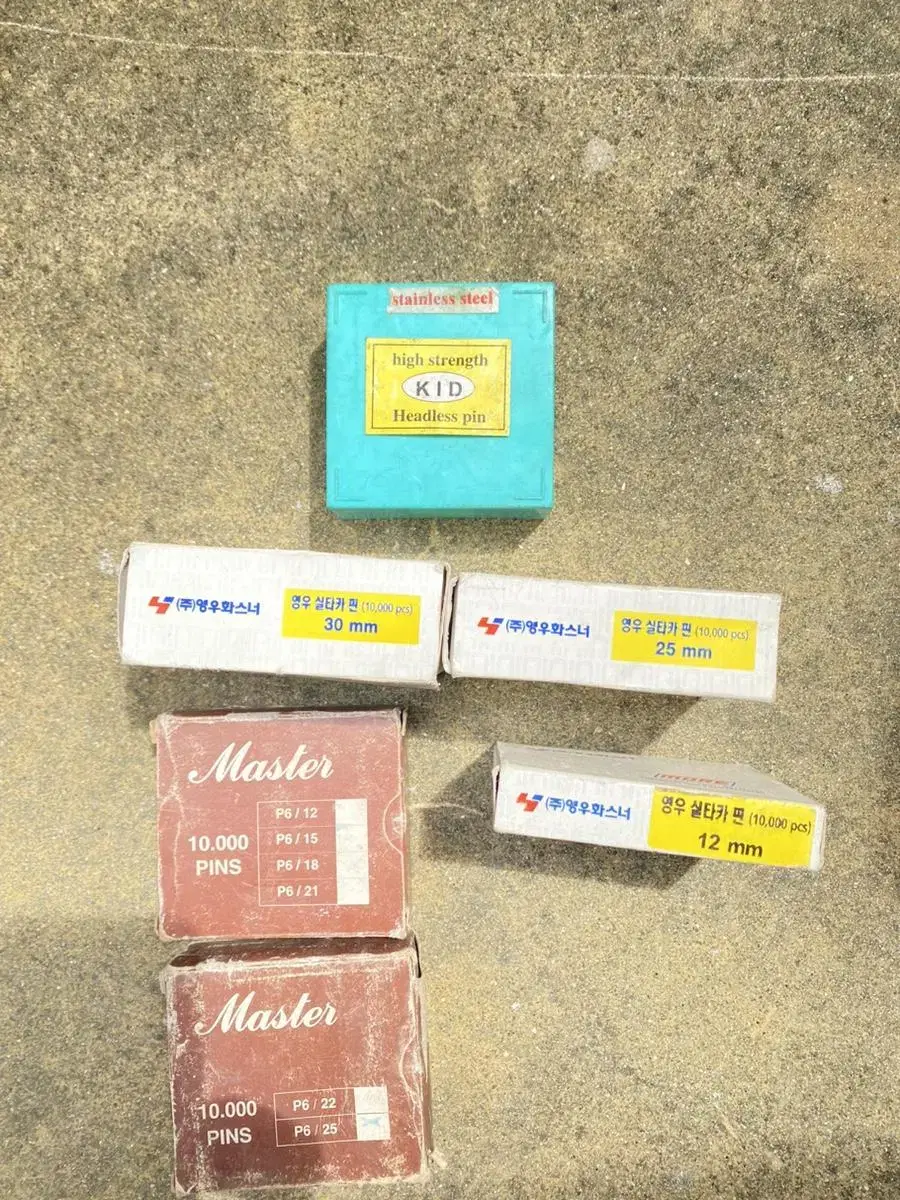 stainless steel
high strength
KID
Headless pin
(주)영우화스너
영우 실타카 핀 (10,000 pcs)
30 mm
(주)영우화스너
영우 실타카 핀 (10,000 pcs)
25 mm
Master
10.000
PINS
P6 / 12
P6 / 15
P6 / 18
P6 / 21
(MORE)
(주)영우화스너
영우 실타카 핀 (10,000 pcs)
12 mm
Master
10.000
PINS
P6 / 22
P6 / 25